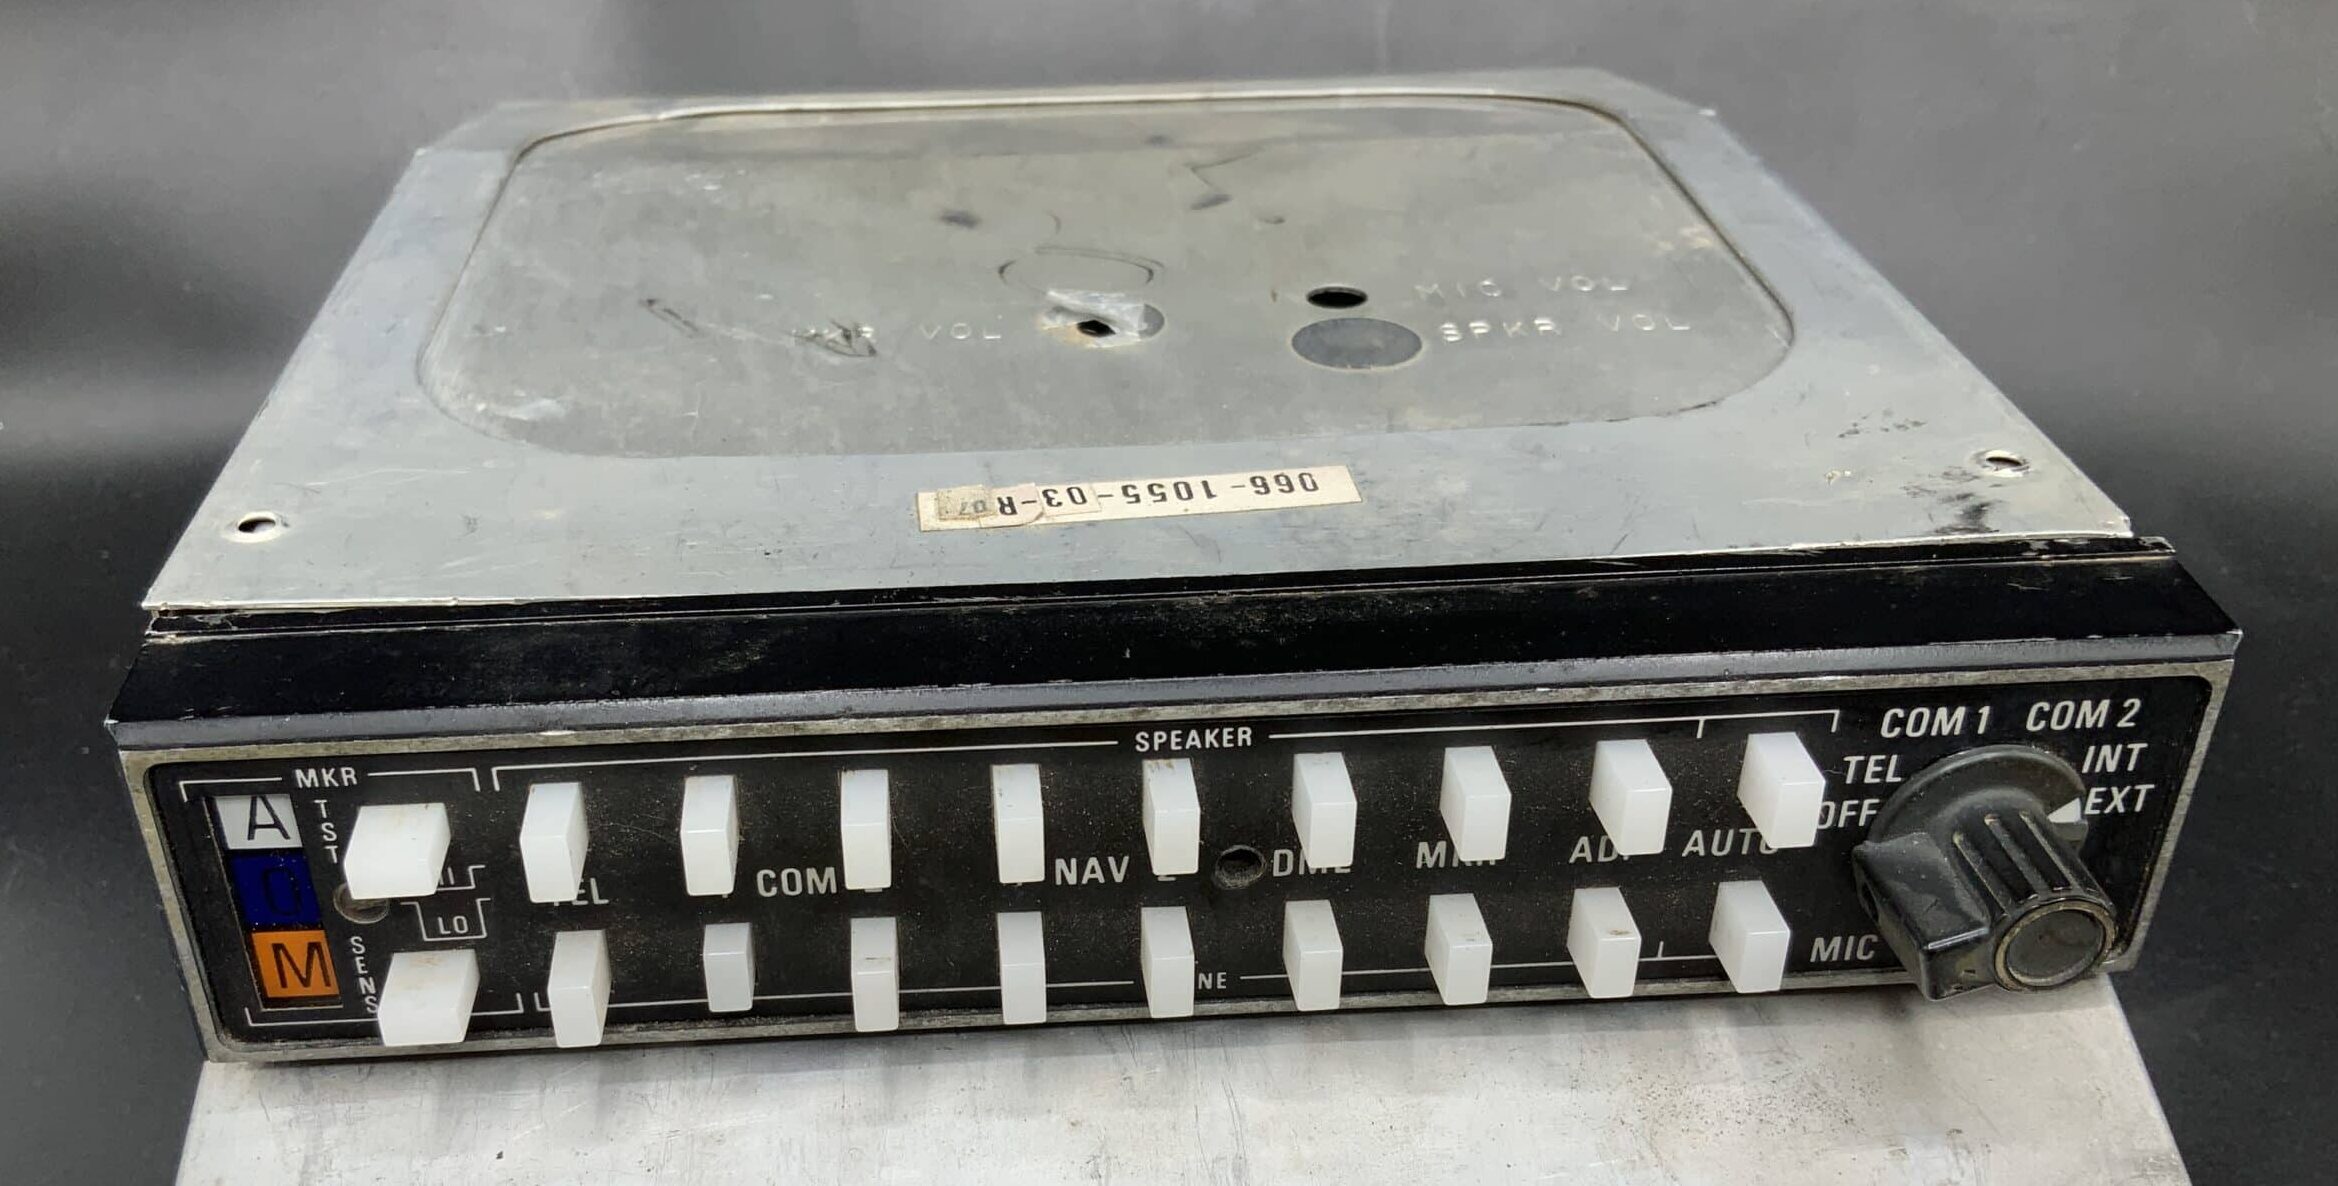 MIC VOL
VOL
SPKR VOL
066-1055-03-R
SPEAKER
MKR
COM 1 COM 2
TEL
INT
OFF
EXT
A
TST
O
M
LO
SENS
COM
NAV
AUTO
MIC